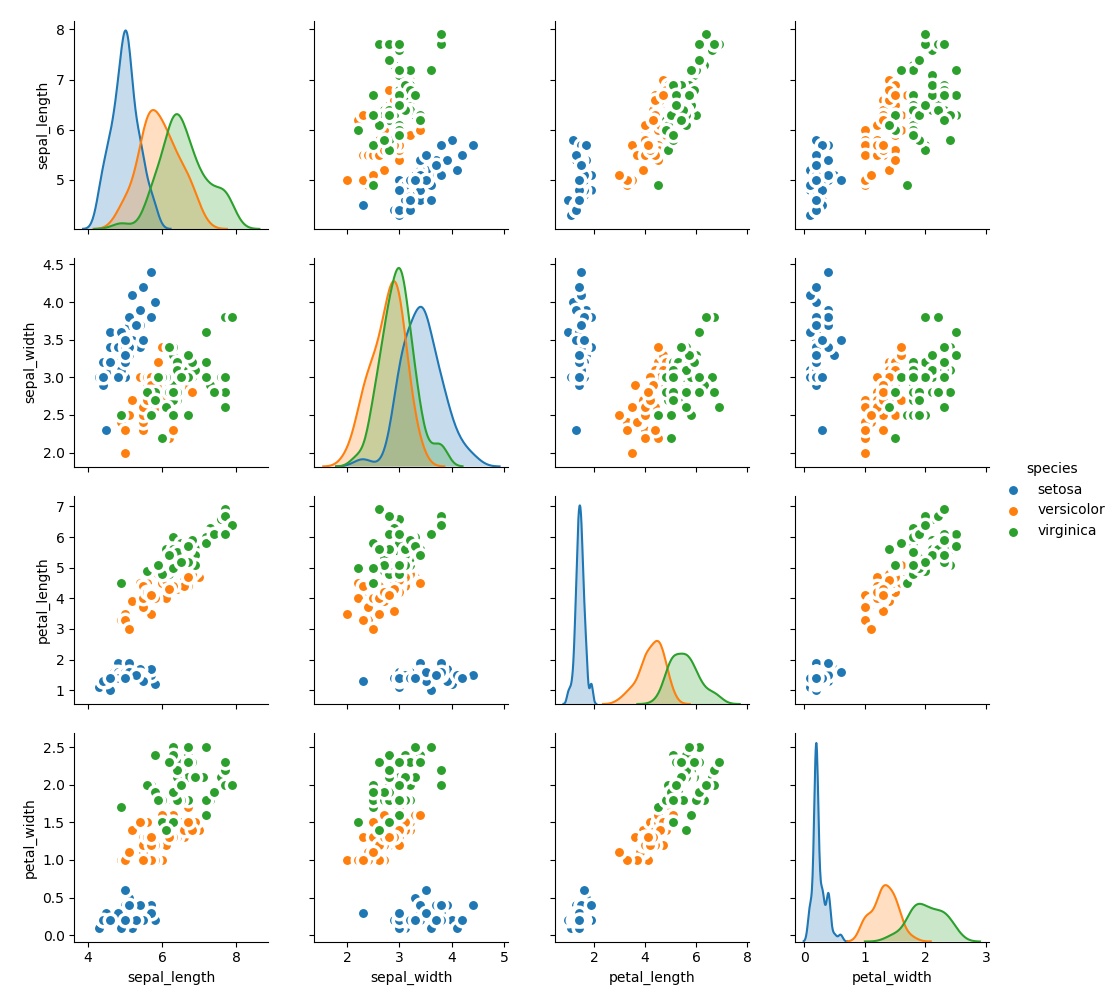 8
7
6
5
sepal_length
4.5
4.0
3.5
3.0
2.5
2.0
sepal_width
species
setosa
versicolor
virginica
7
6
5
4
3
2
1
petal_length
2.5
2.0
1.5
1.0
0.5
0.0
petal_width
4 6 8 2 3 4 5 2 4 6 8 0 1 2 3
sepal_length sepal_width petal_length petal_width